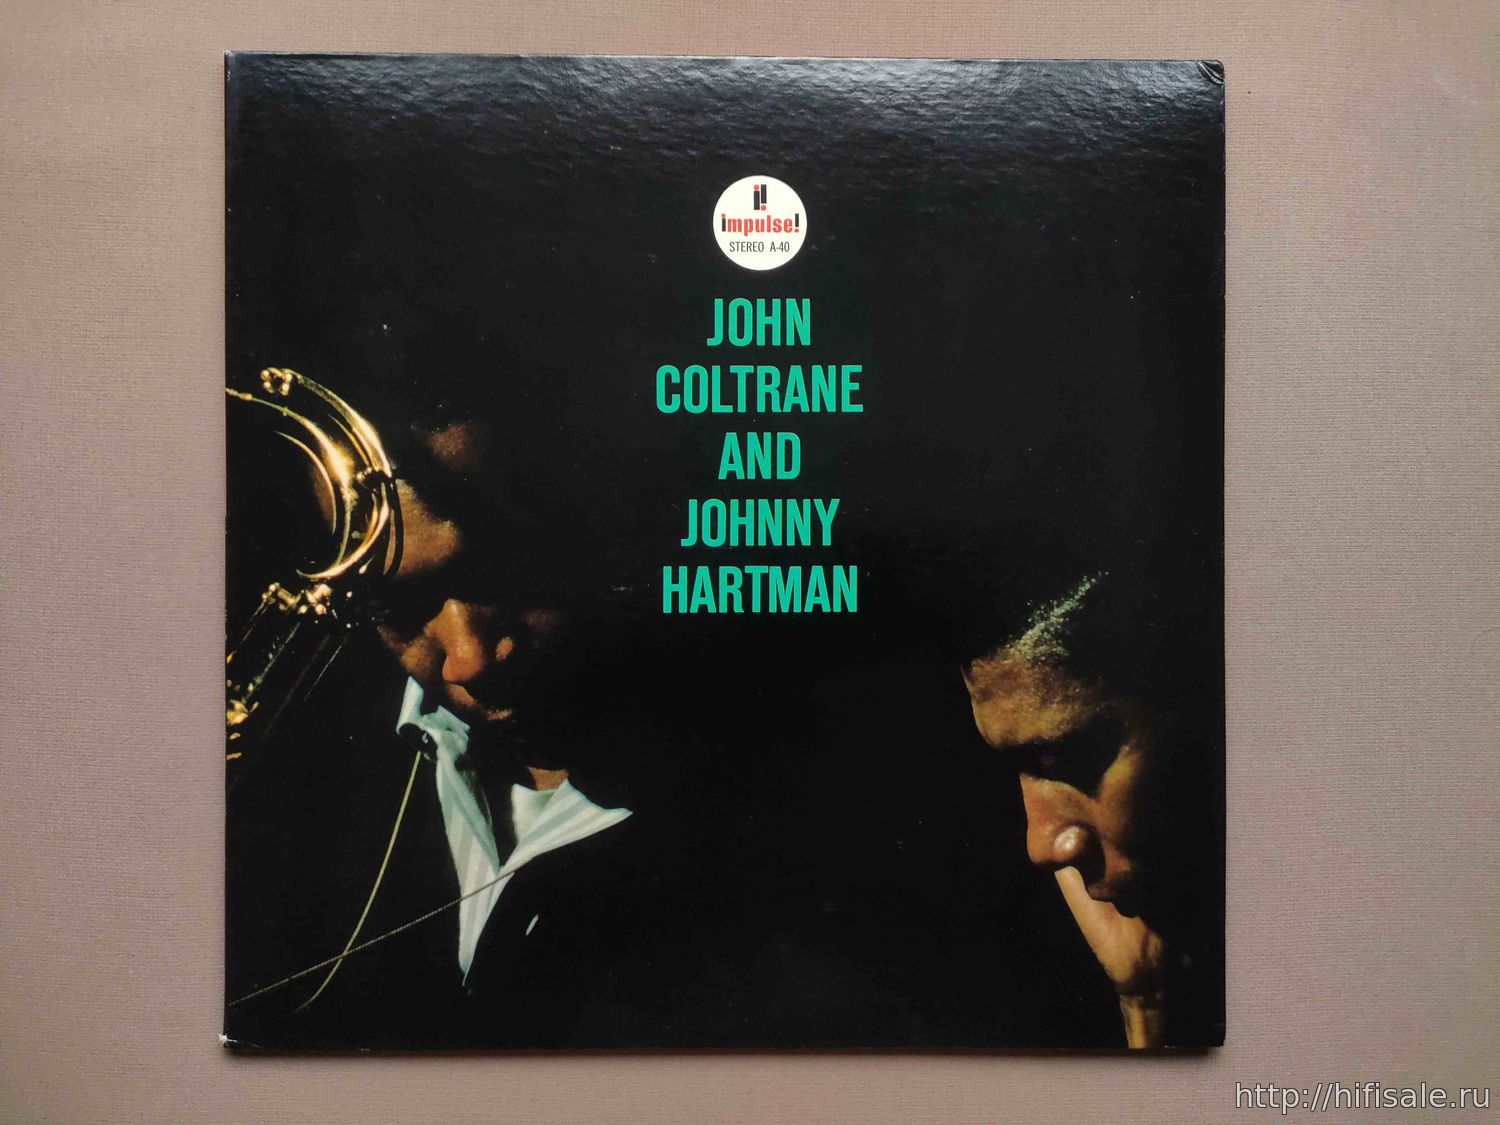 i!
impulse!
STEREO A-40
JOHN
COLTRANE
AND
JOHNNY
HARTMAN
http://hifisale.ru